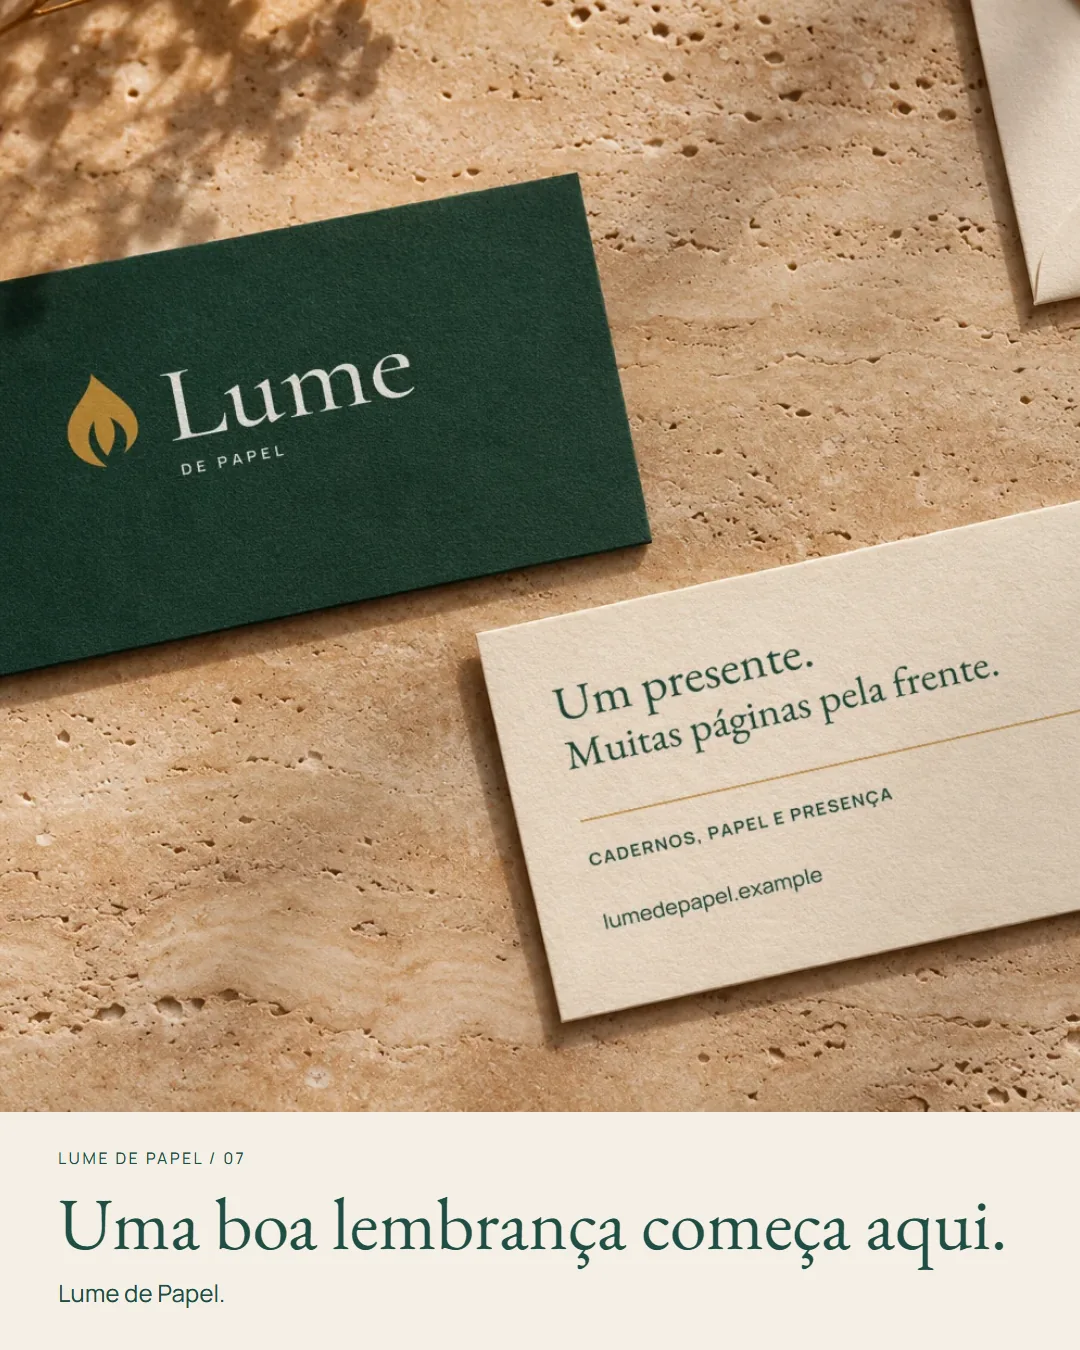 Lume
DE PAPEL
Um presente.
Muitas páginas pela frente.
CADERNOS, PAPEL E PRESENÇA
lumedepapel.example
LUME DE PAPEL / 07
Uma boa lembrança começa aqui.
Lume de Papel.